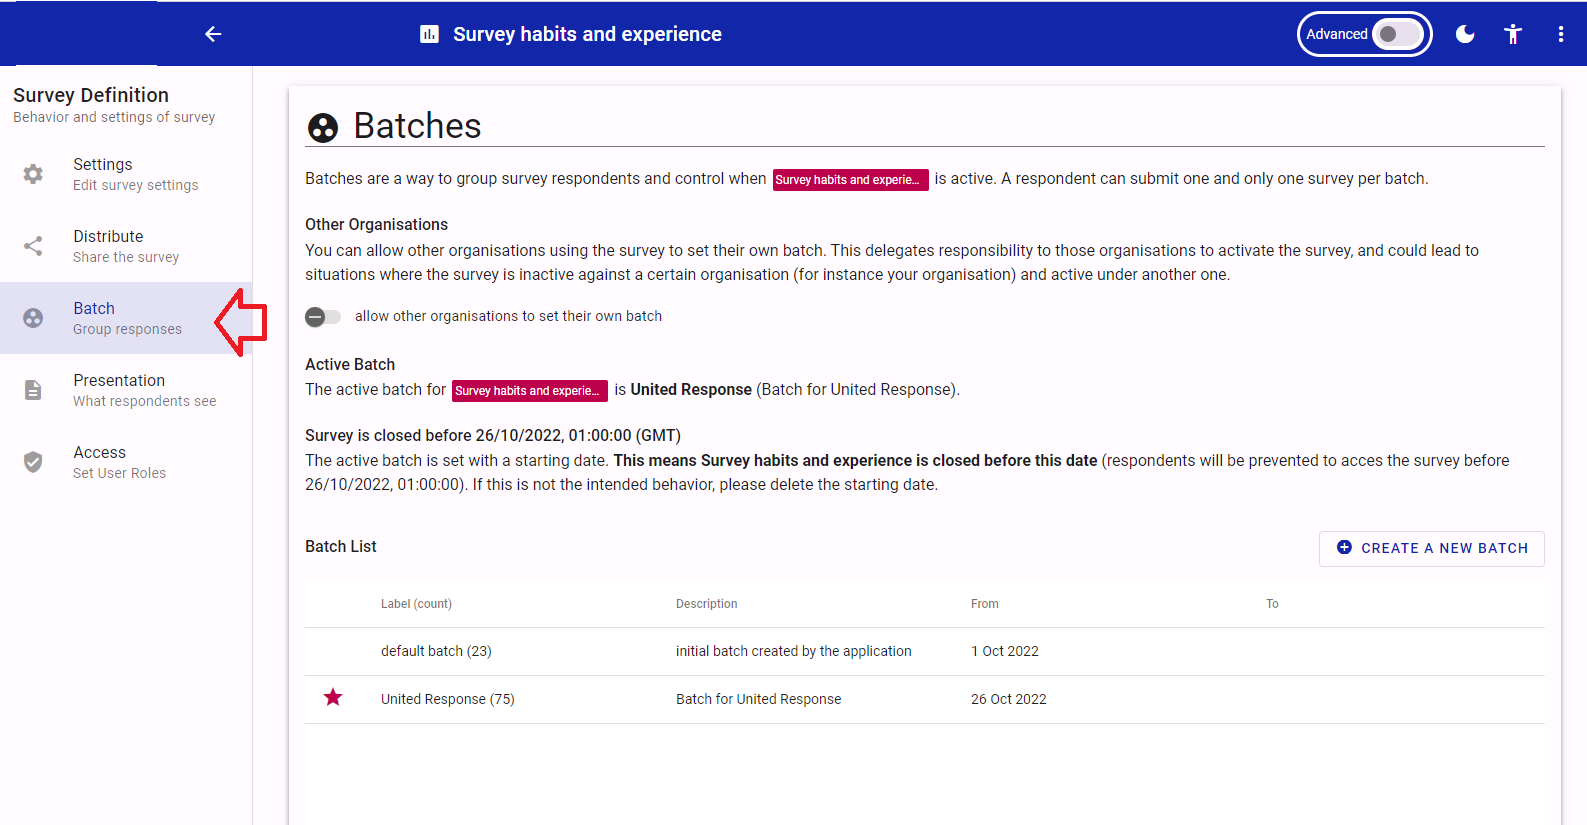 Survey habits and experience
Advanced
Survey Definition
Behavior and settings of survey
Settings
Edit survey settings
Distribute
Share the survey
Batch
Group responses
Presentation
What respondents see
Access
Set User Roles
Batches
Batches are a way to group survey respondents and control when Survey habits and experie... is active. A respondent can submit one and only one survey per batch.
Other Organisations
You can allow other organisations using the survey to set their own batch. This delegates responsibility to those organisations to activate the survey, and could lead to
situations where the survey is inactive against a certain organisation (for instance your organisation) and active under another one.
allow other organisations to set their own batch
Active Batch
The active batch for Survey habits and experie... is United Response (Batch for United Response).
Survey is closed before 26/10/2022, 01:00:00 (GMT)
The active batch is set with a starting date. This means Survey habits and experience is closed before this date (respondents will be prevented to acces the survey before
26/10/2022, 01:00:00). If this is not the intended behavior, please delete the starting date.
Batch List
CREATE A NEW BATCH
Label (count) Description From To
default batch (23) initial batch created by the application 1 Oct 2022
United Response (75) Batch for United Response 26 Oct 2022